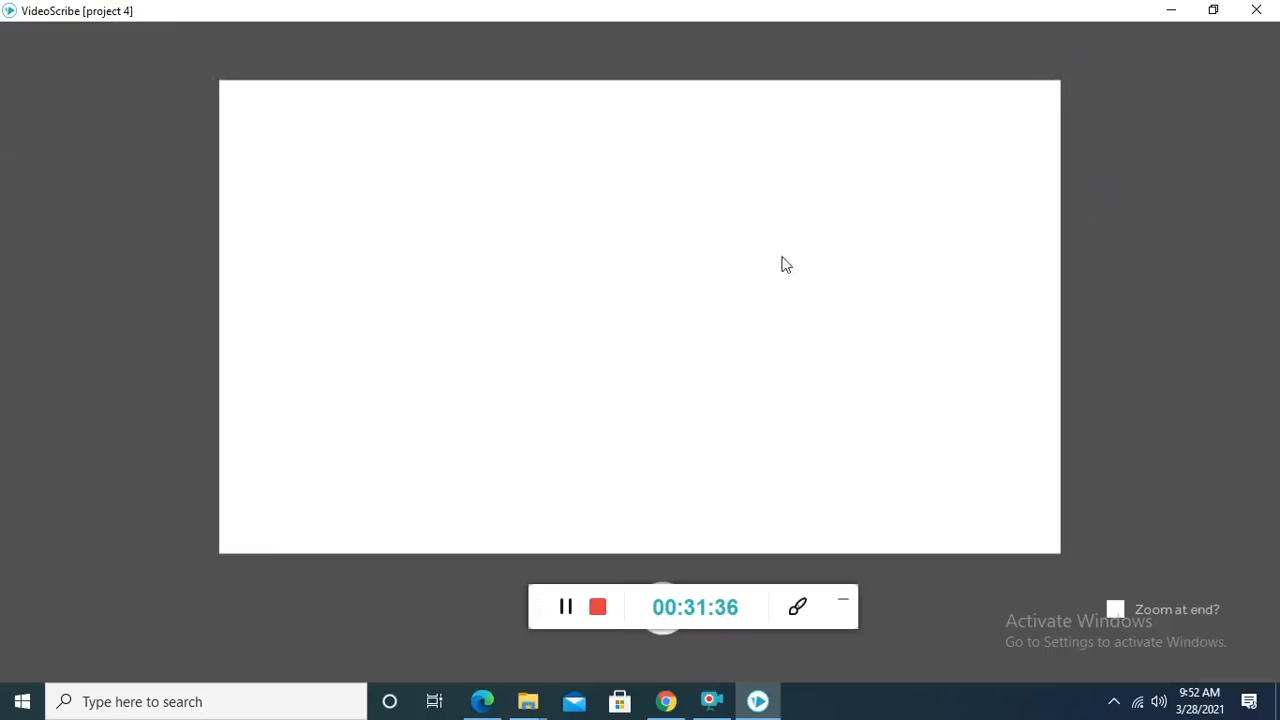 VideoScribe [project 4]
00:31:36
Zoom at end?
Activate Windows
Go to Settings to activate Windows.
Type here to search
9:52 AM
3/28/2021